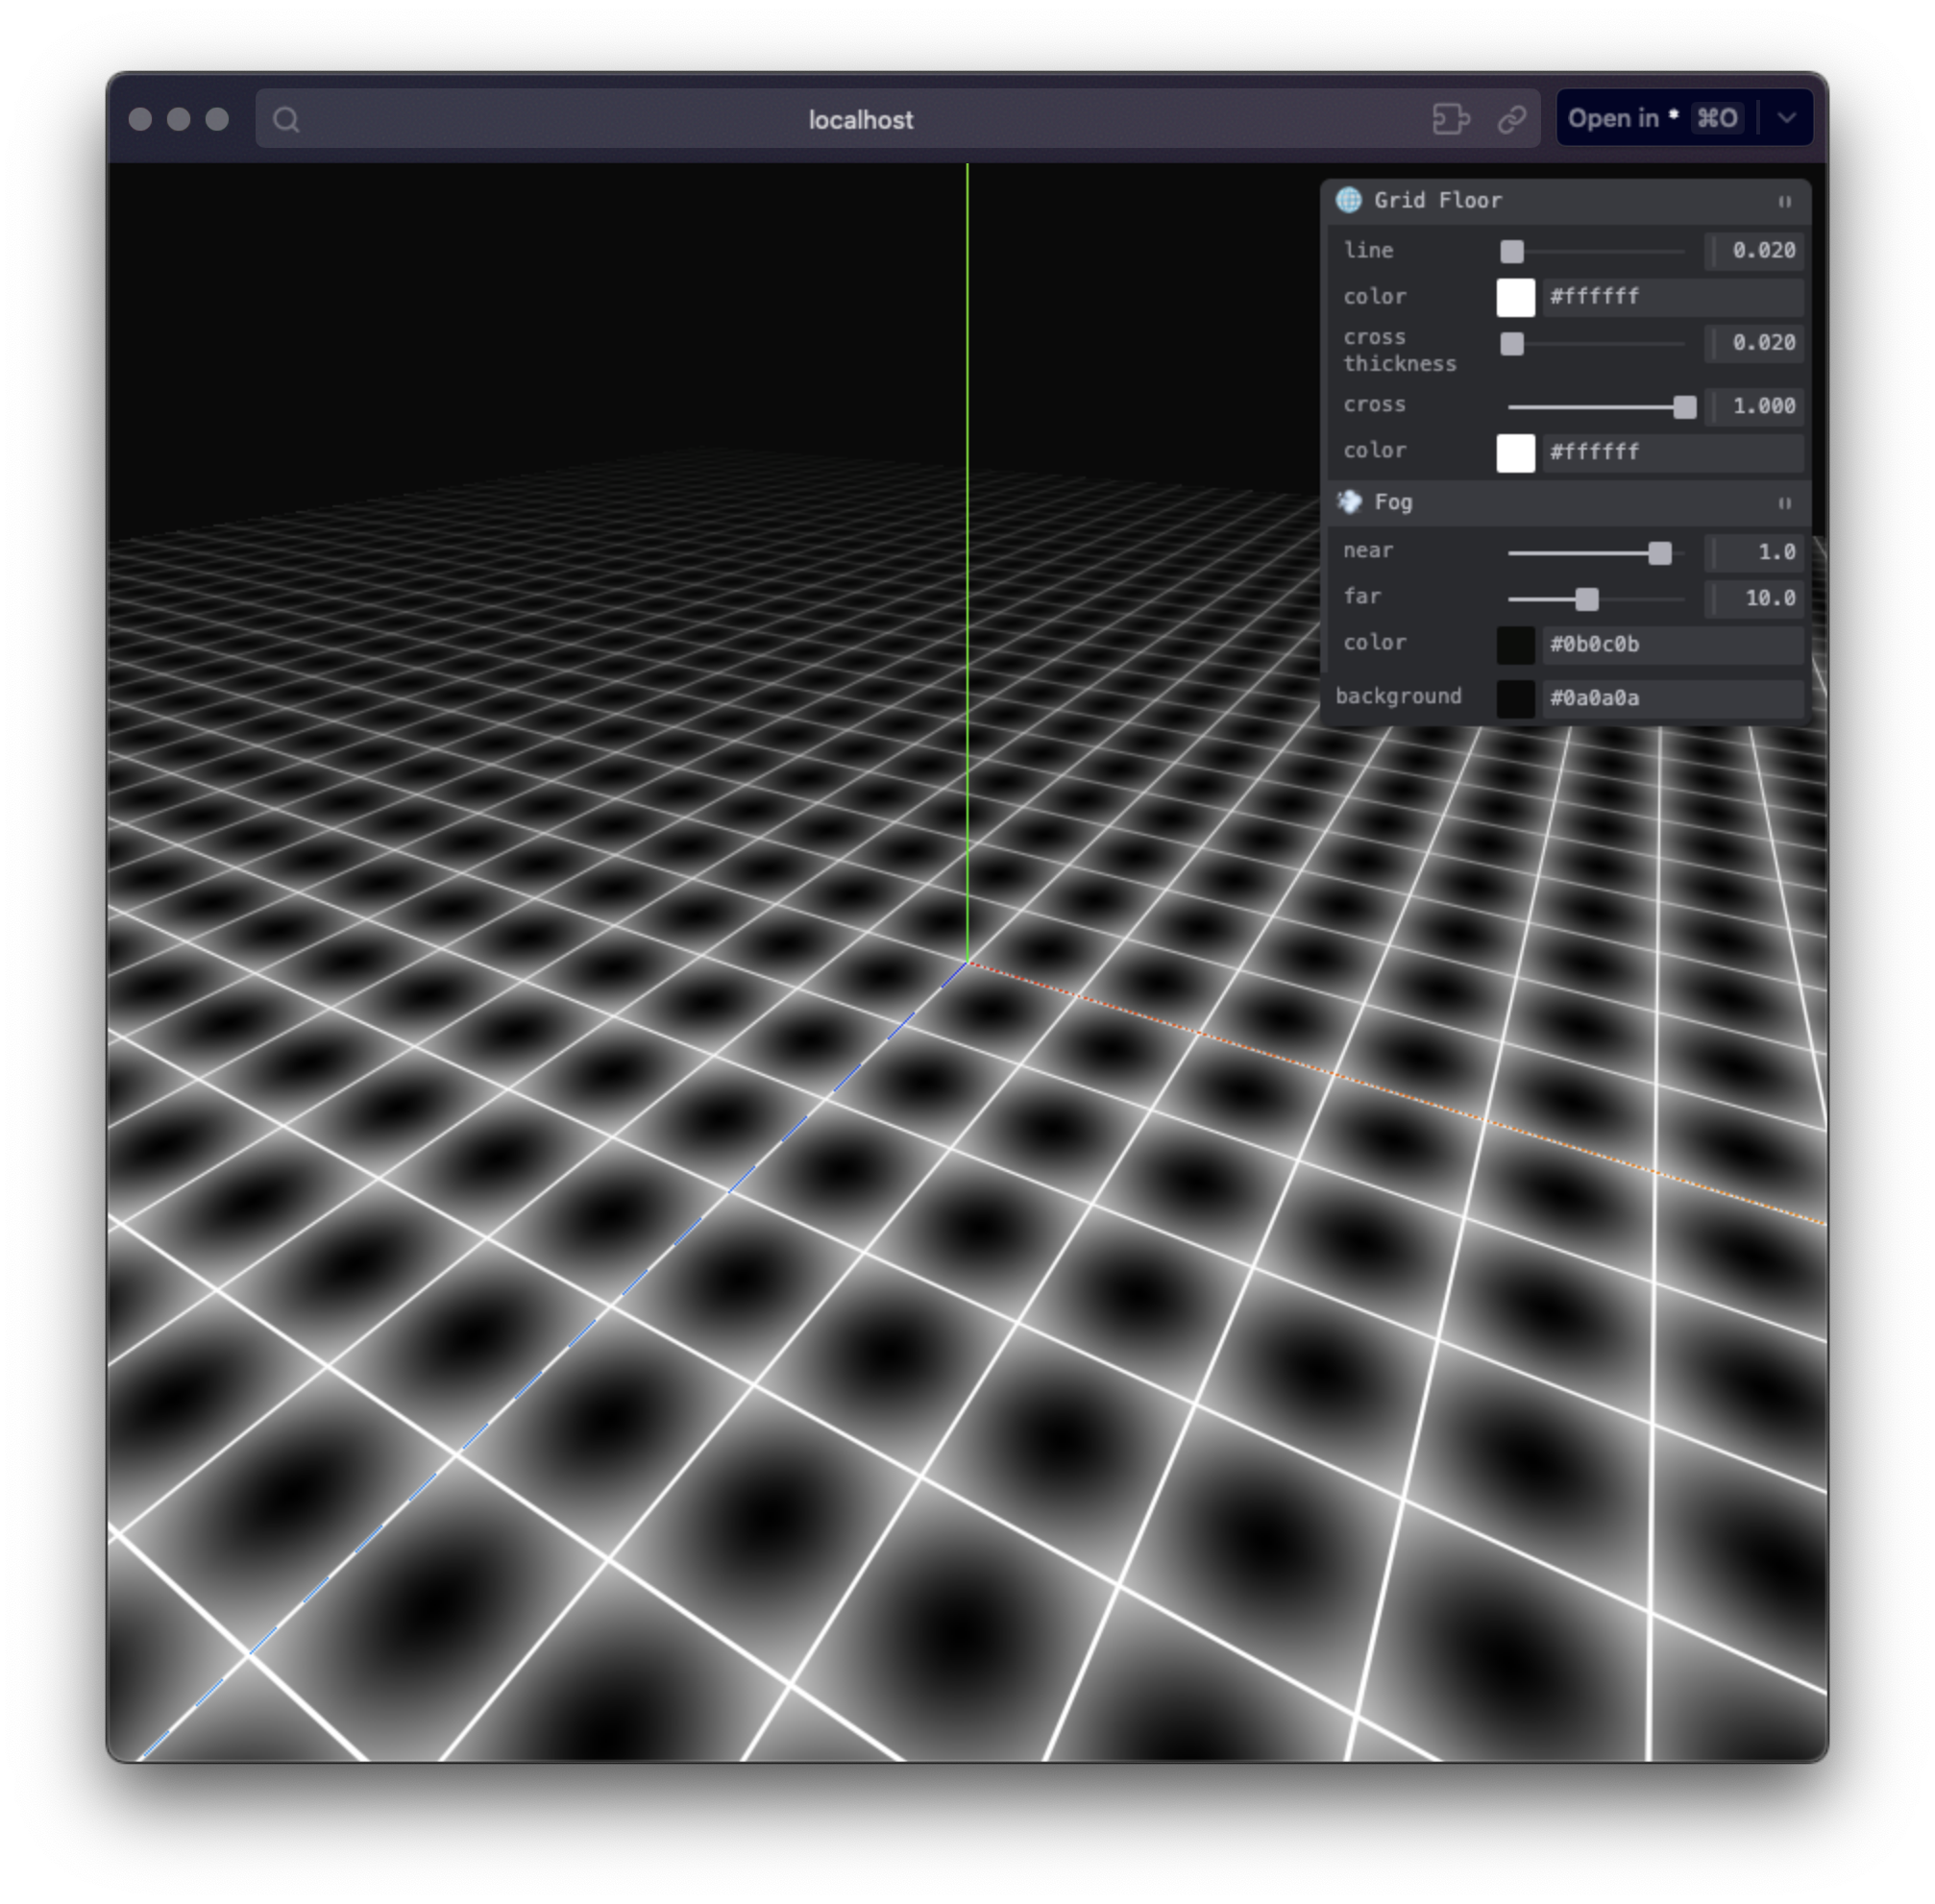 localhost
Open in * ⌘O
Grid Floor
line 0.020
color #ffffff
cross thickness 0.020
cross 1.000
color #ffffff
Fog
near 1.0
far 10.0
color #0b0c0b
background #0a0a0a